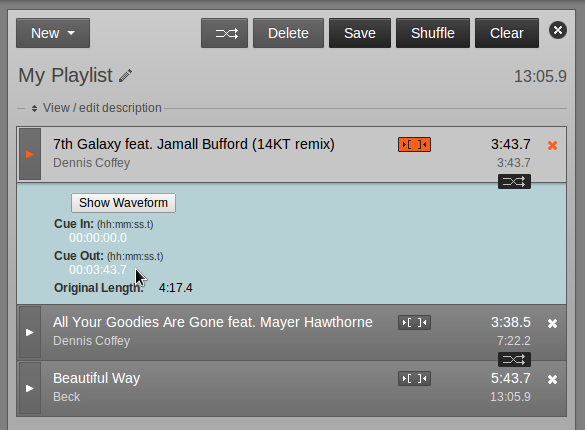 New Delete Save Shuffle Clear
My Playlist 13:05.9
View / edit description
7th Galaxy feat. Jamall Bufford (14KT remix) 3:43.7
Dennis Coffey 3:43.7
Show Waveform
Cue In: (hh:mm:ss.t)
00:00:00.0
Cue Out: (hh:mm:ss.t)
00:03:43.7
Original Length: 4:17.4
All Your Goodies Are Gone feat. Mayer Hawthorne 3:38.5
Dennis Coffey 7:22.2
Beautiful Way 5:43.7
Beck 13:05.9